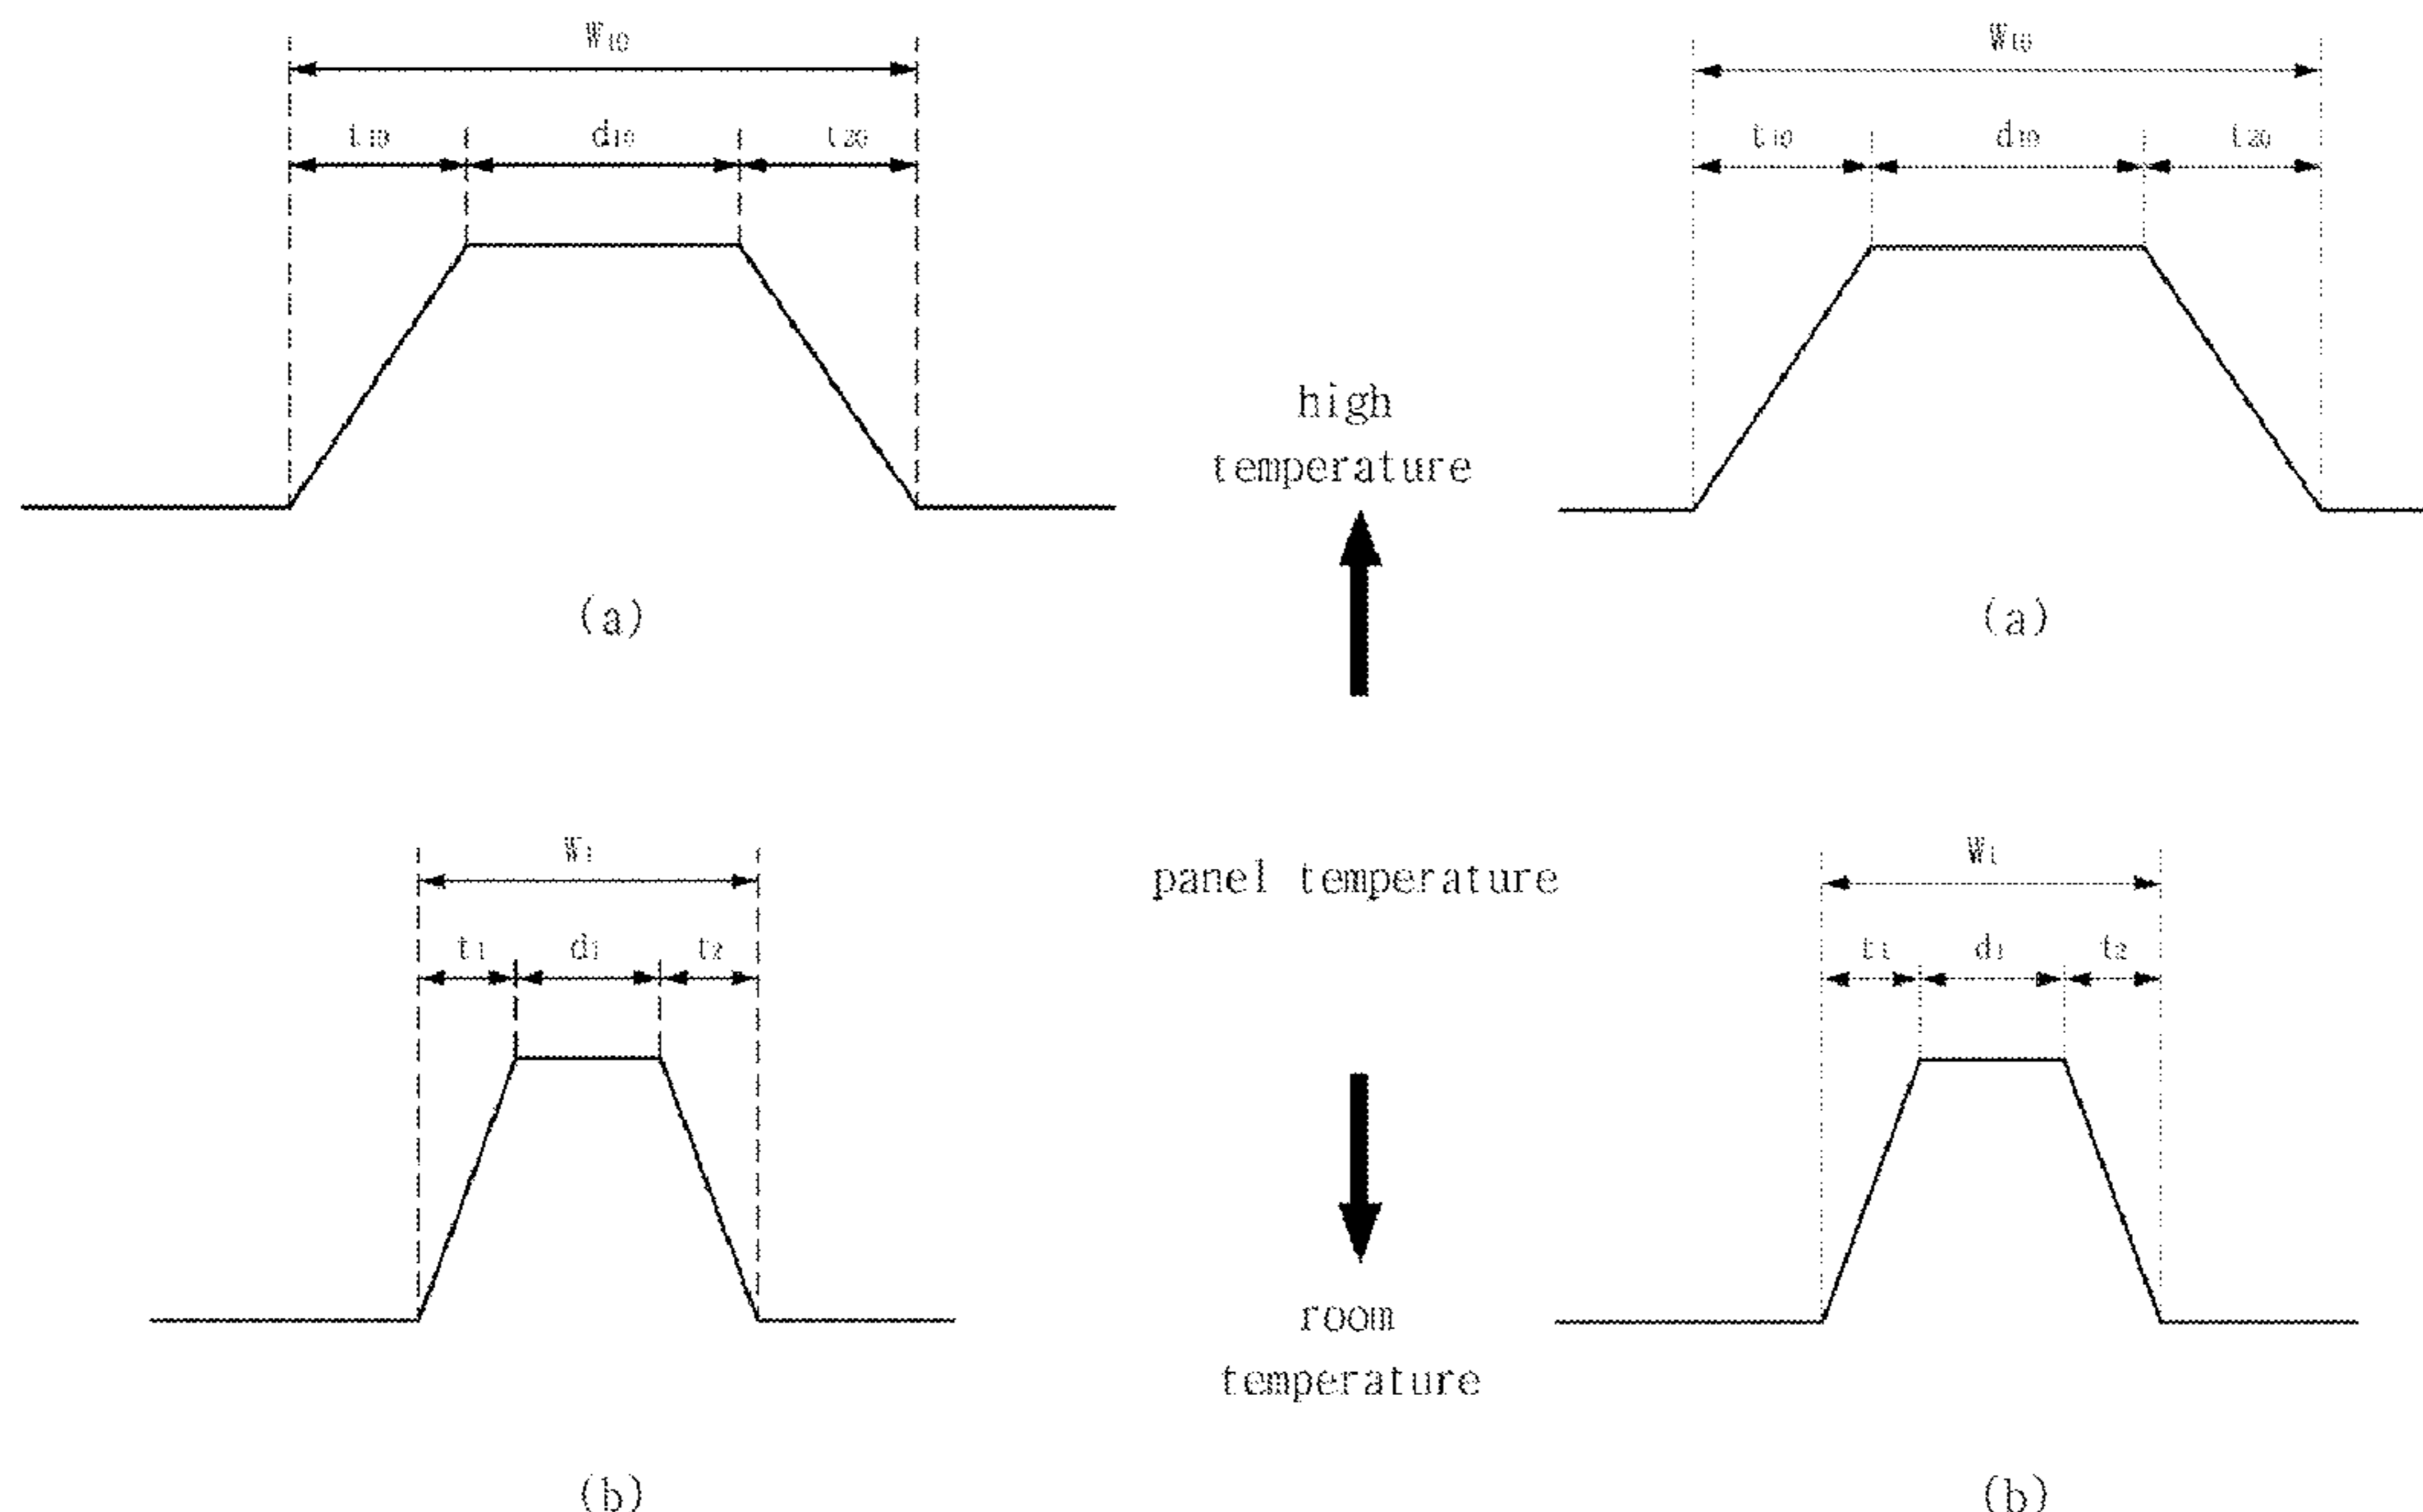 W₁₀
t₁₀ d₁₀ t₂₀
(a)
W₁
t₁ d₁ t₂
(b)
high
temperature
panel temperature
room
temperature
W₁₀
t₁₀ d₁₀ t₂₀
(a)
W₁
t₁ d₁ t₂
(b)